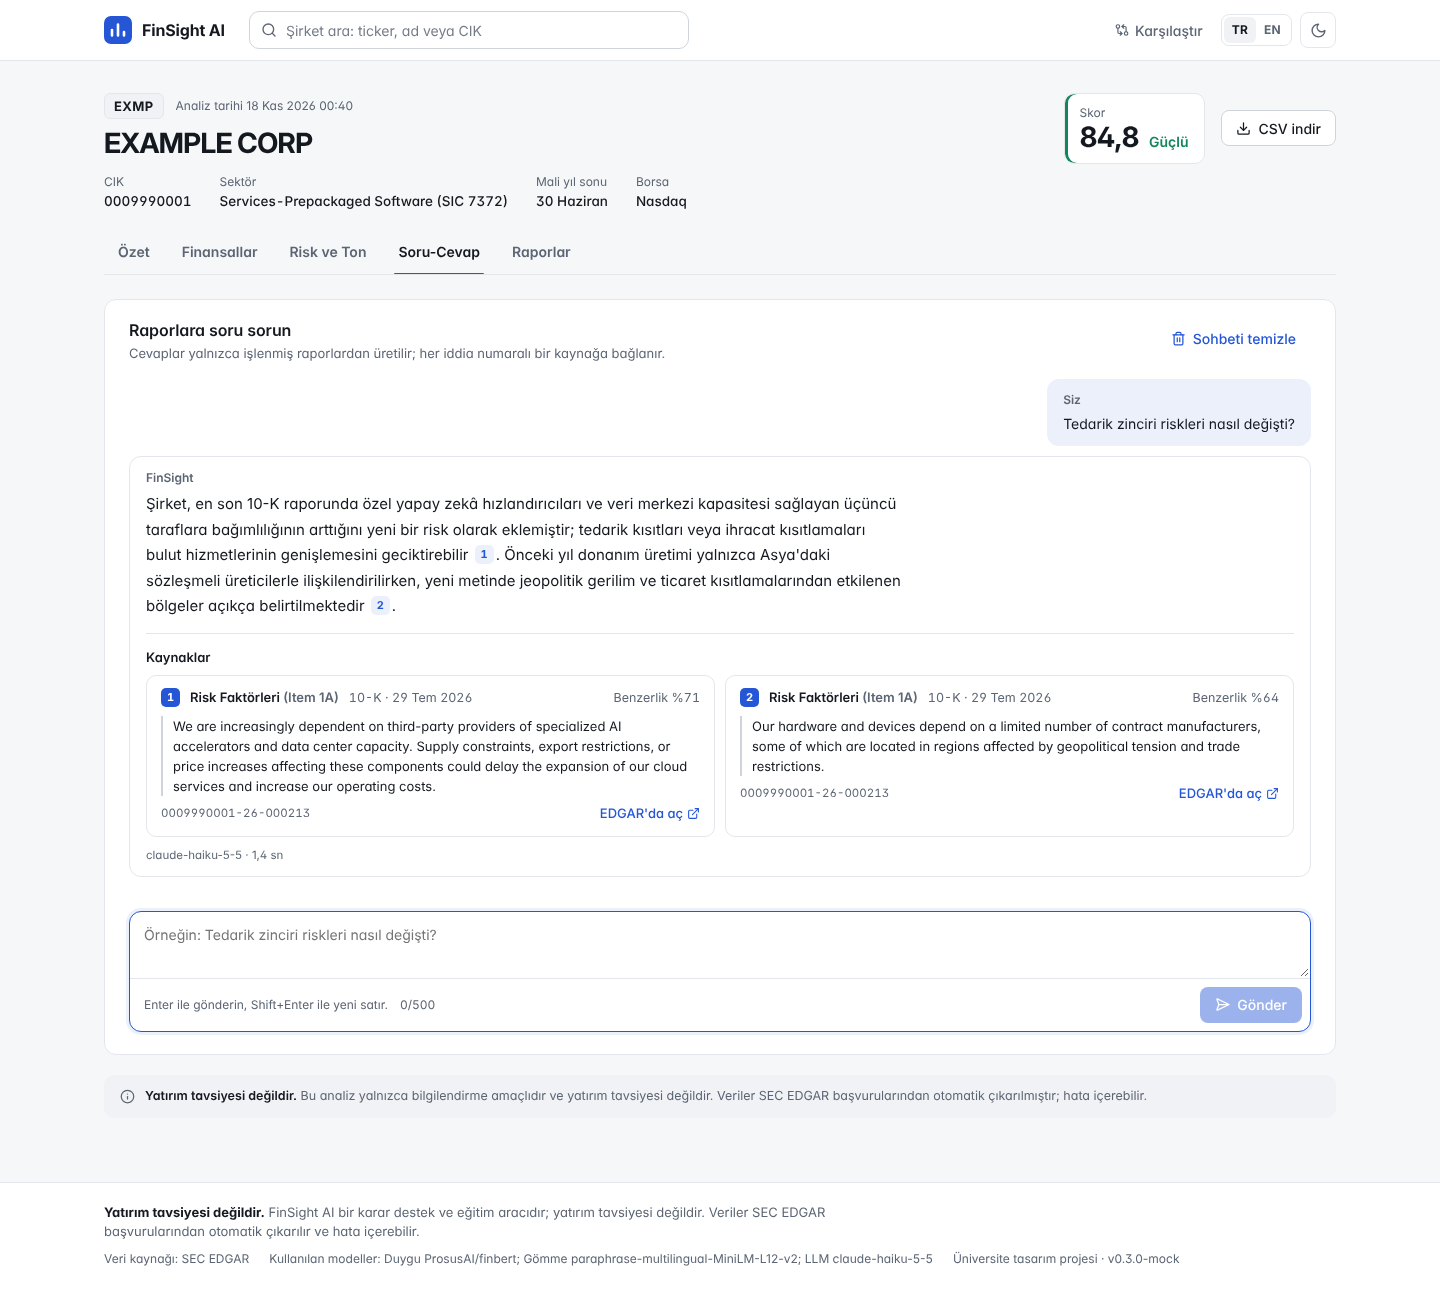 FinSight AI
Şirket ara: ticker, ad veya CIK
Karşılaştır
TR EN
EXMP
Analiz tarihi 18 Kas 2026 00:40
EXAMPLE CORP
Skor
84,8 Güçlü
CSV indir
CIK
0009990001
Sektör
Services-Prepackaged Software (SIC 7372)
Mali yıl sonu
30 Haziran
Borsa
Nasdaq
Özet
Finansallar
Risk ve Ton
Soru-Cevap
Raporlar
Raporlara soru sorun
Cevaplar yalnızca işlenmiş raporlardan üretilir; her iddia numaralı bir kaynağa bağlanır.
Sohbeti temizle
Siz
Tedarik zinciri riskleri nasıl değişti?
FinSight
Şirket, en son 10-K raporunda özel yapay zekâ hızlandırıcıları ve veri merkezi kapasitesi sağlayan üçüncü
taraflara bağımlılığının arttığını yeni bir risk olarak eklemiştir; tedarik kısıtları veya ihracat kısıtlamaları
bulut hizmetlerinin genişlemesini geciktirebilir 1 . Önceki yıl donanım üretimi yalnızca Asya'daki
sözleşmeli üreticilerle ilişkilendirilirken, yeni metinde jeopolitik gerilim ve ticaret kısıtlamalarından etkilenen
bölgeler açıkça belirtilmektedir 2 .
Kaynaklar
1 Risk Faktörleri (Item 1A) 10-K · 29 Tem 2026 Benzerlik %71
We are increasingly dependent on third-party providers of specialized AI
accelerators and data center capacity. Supply constraints, export restrictions, or
price increases affecting these components could delay the expansion of our cloud
services and increase our operating costs.
0009990001-26-000213 EDGAR'da aç
2 Risk Faktörleri (Item 1A) 10-K · 29 Tem 2026 Benzerlik %64
Our hardware and devices depend on a limited number of contract manufacturers,
some of which are located in regions affected by geopolitical tension and trade
restrictions.
0009990001-26-000213 EDGAR'da aç
claude-haiku-5-5 · 1,4 sn
Örneğin: Tedarik zinciri riskleri nasıl değişti?
Enter ile gönderin, Shift+Enter ile yeni satır. 0/500
Gönder
Yatırım tavsiyesi değildir. Bu analiz yalnızca bilgilendirme amaçlıdır ve yatırım tavsiyesi değildir. Veriler SEC EDGAR başvurularından otomatik çıkarılmıştır; hata içerebilir.
Yatırım tavsiyesi değildir. FinSight AI bir karar destek ve eğitim aracıdır; yatırım tavsiyesi değildir. Veriler SEC EDGAR
başvurularından otomatik çıkarılır ve hata içerebilir.
Veri kaynağı: SEC EDGAR Kullanılan modeller: Duygu ProsusAI/finbert; Gömme paraphrase-multilingual-MiniLM-L12-v2; LLM claude-haiku-5-5 Üniversite tasarım projesi · v0.3.0-mock